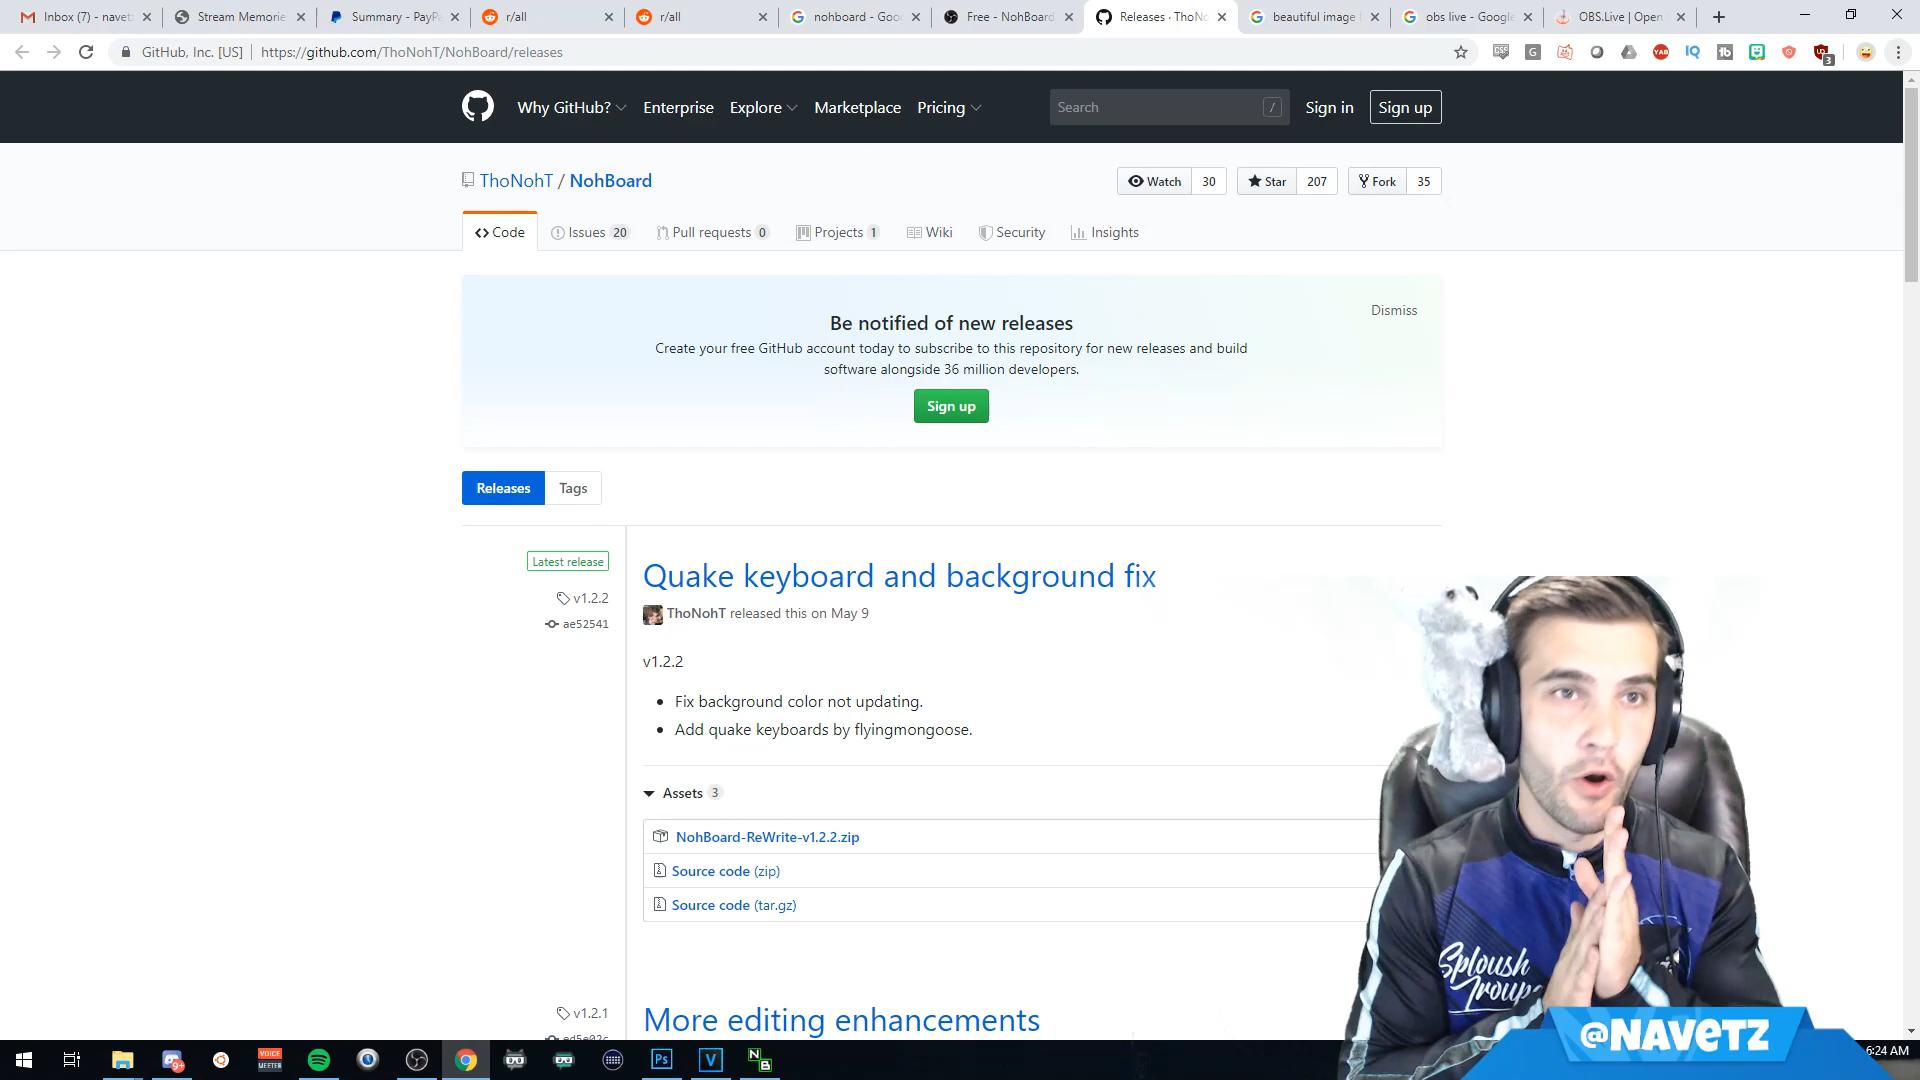 Inbox (7) - navetz
Stream Memorie
Summary - PayPa
r/all
r/all
nohboard - Goo
Free - NohBoard
Releases · ThoNo
beautiful image
obs live - Google
OBS.Live | Open
GitHub, Inc. [US]
https://github.com/ThoNohT/NohBoard/releases
Why GitHub?
Enterprise
Explore
Marketplace
Pricing
Search
/
Sign in
Sign up
ThoNohT / NohBoard
Watch 30
Star 207
Fork 35
Code
Issues 20
Pull requests 0
Projects 1
Wiki
Security
Insights
Be notified of new releases
Dismiss
Create your free GitHub account today to subscribe to this repository for new releases and build
software alongside 36 million developers.
Sign up
Releases
Tags
Latest release
v1.2.2
ae52541
Quake keyboard and background fix
ThoNohT released this on May 9
v1.2.2
Fix background color not updating.
Add quake keyboards by flyingmongoose.
Assets 3
NohBoard-ReWrite-v1.2.2.zip
Source code (zip)
Source code (tar.gz)
v1.2.1
More editing enhancements
Sploush
Troupe
@NAVETZ
6:24 AM